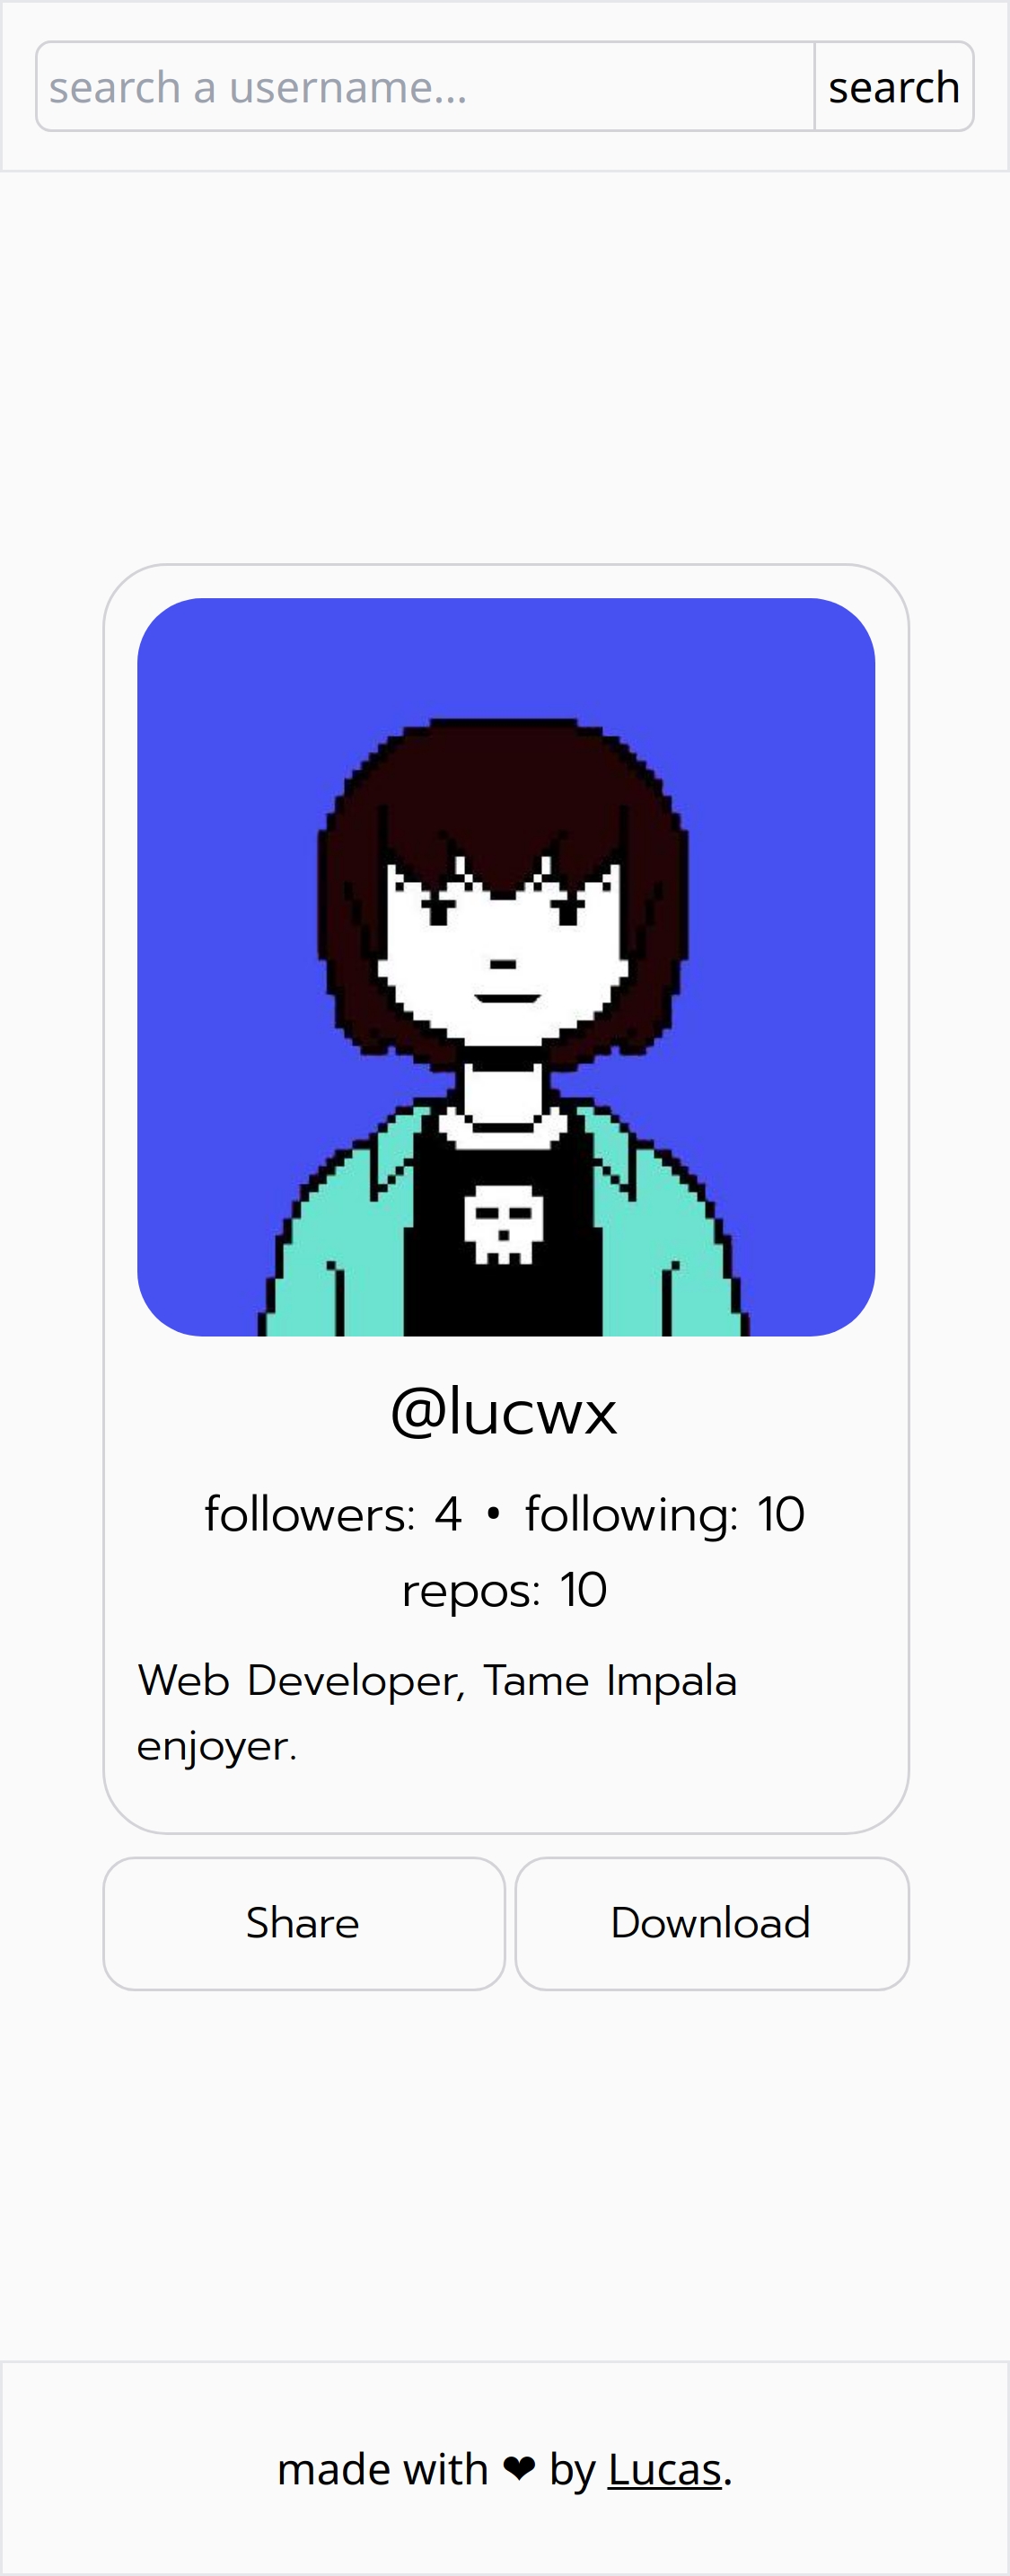 search a username...
search
@lucwx
followers: 4 • following: 10
repos: 10
Web Developer, Tame Impala
enjoyer.
Share
Download
made with ❤ by Lucas.